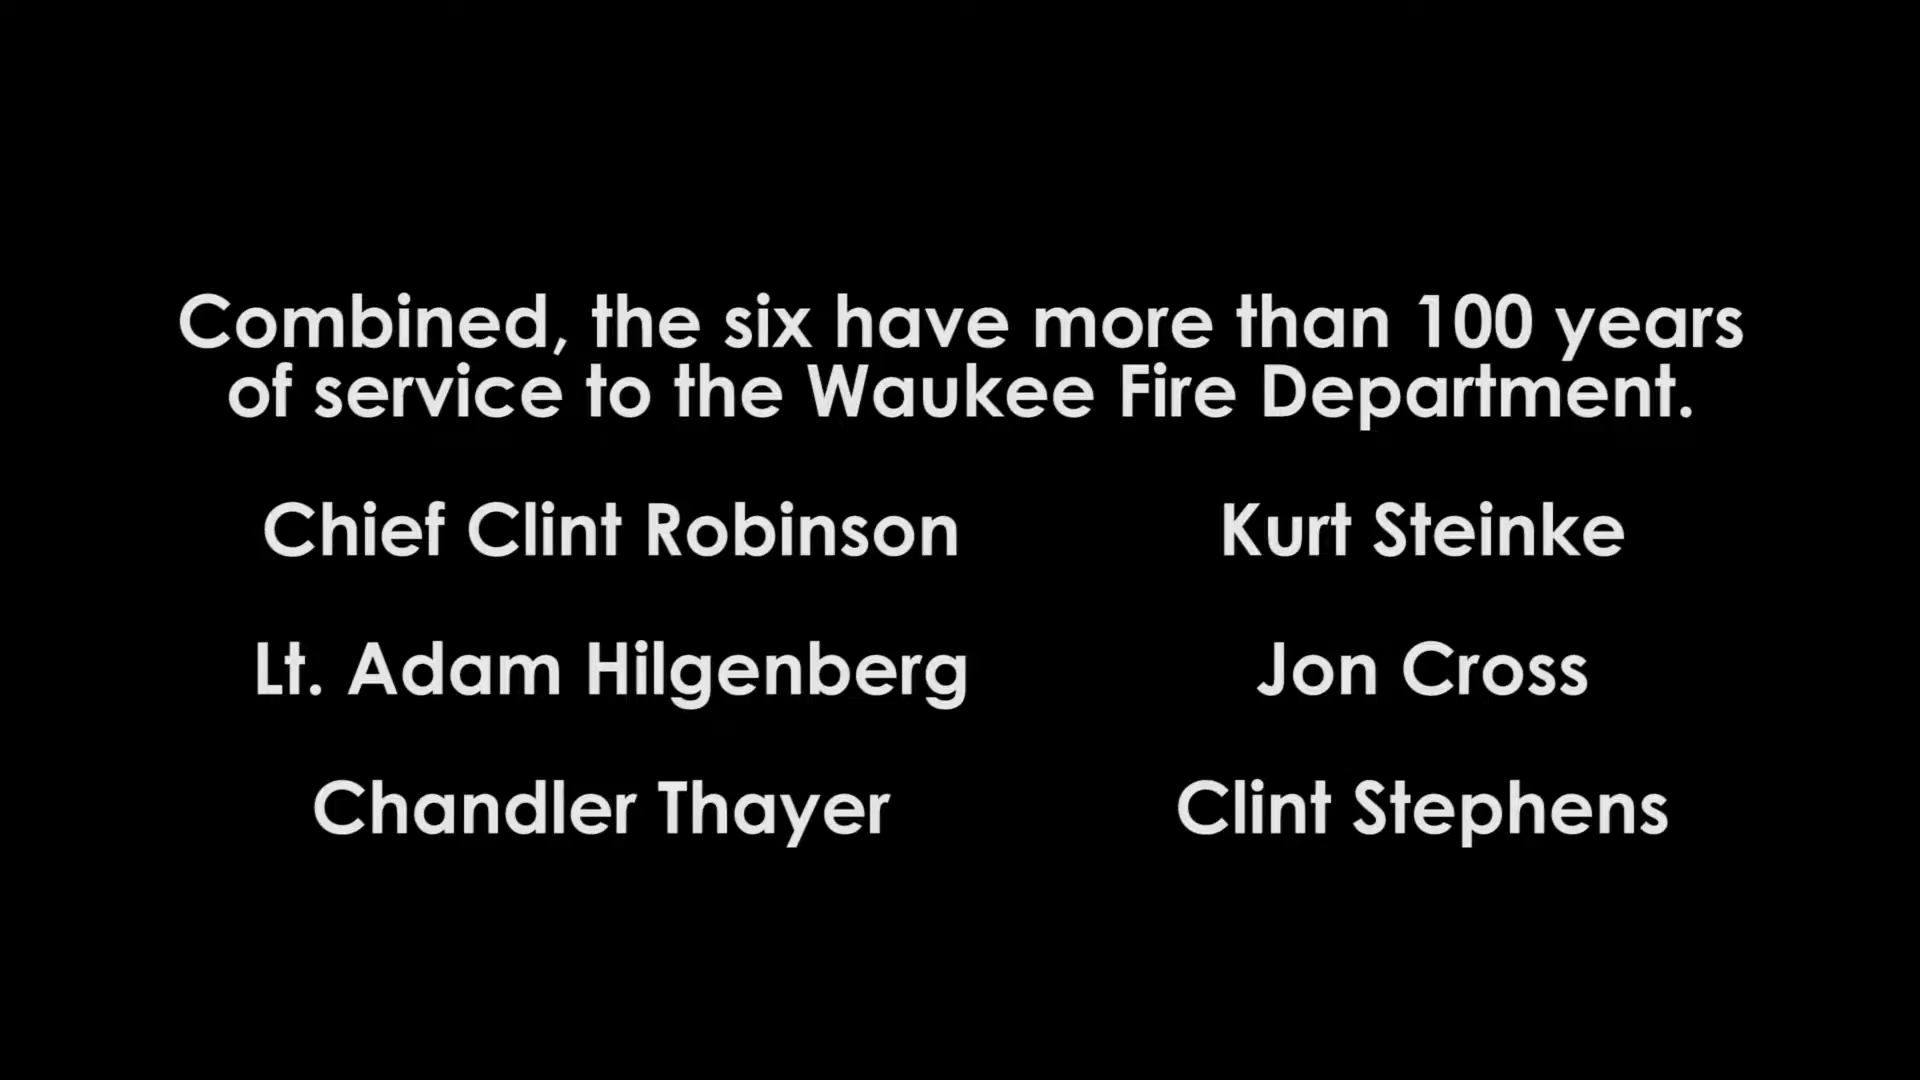 Combined, the six have more than 100 years
of service to the Waukee Fire Department.
Chief Clint Robinson
Kurt Steinke
Lt. Adam Hilgenberg
Jon Cross
Chandler Thayer
Clint Stephens